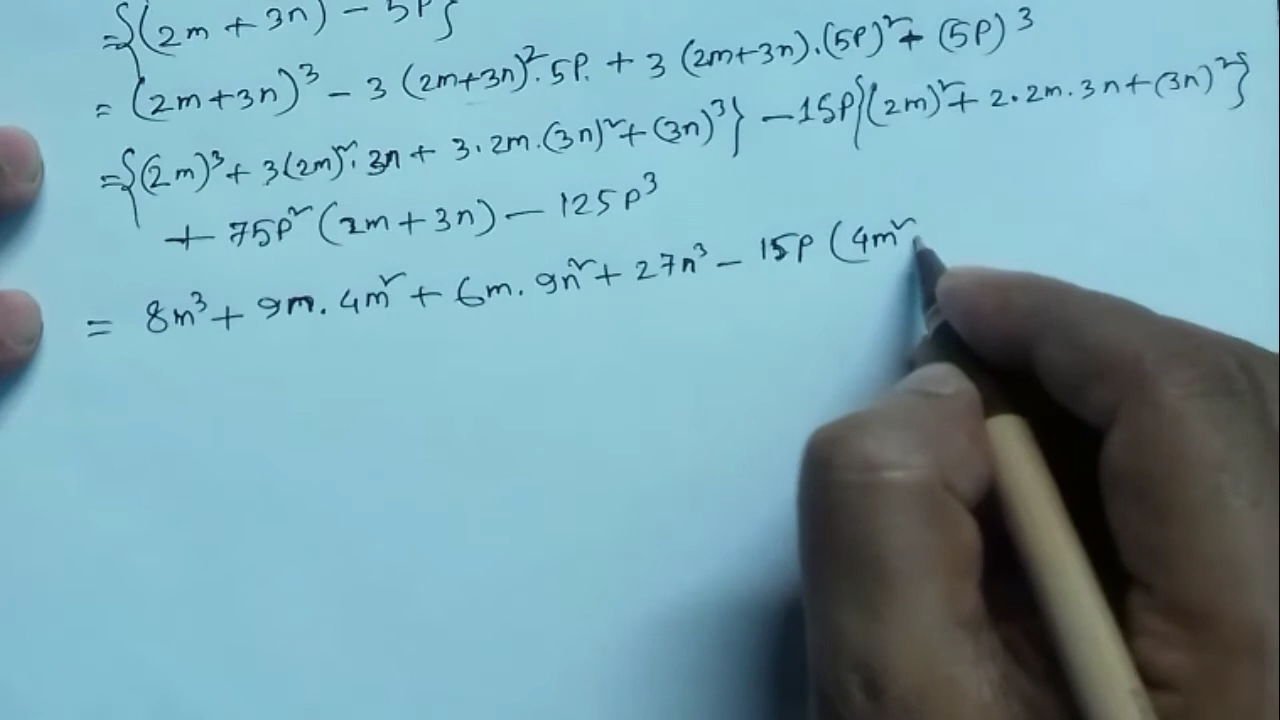 ={(2m + 3n) - 5p}
= (2m+3n)³ - 3 (2m+3n)². 5p. + 3 (2m+3n).(5p)² - (5p)³
={(2m)³ + 3(2m)². 3n + 3.2m.(3n)² + (3n)³} - 15p{(2m)² + 2.2m.3n+(3n)²}
+ 75p² (2m+3n) - 125p³
= 8m³ + 9m. 4m² + 6m. 9n² + 27n³ - 15p (4m²